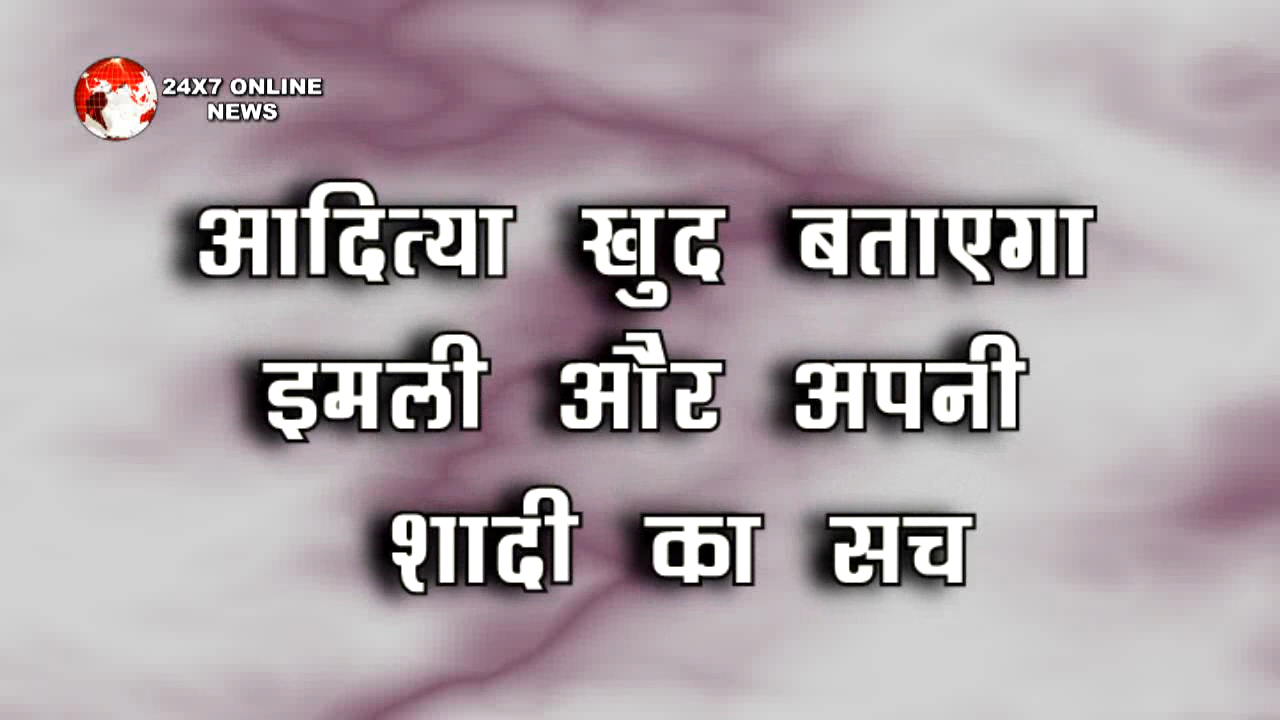 24X7 ONLINE
NEWS
आदित्या खुद बताएगा
इमली और अपनी
शादी का सच